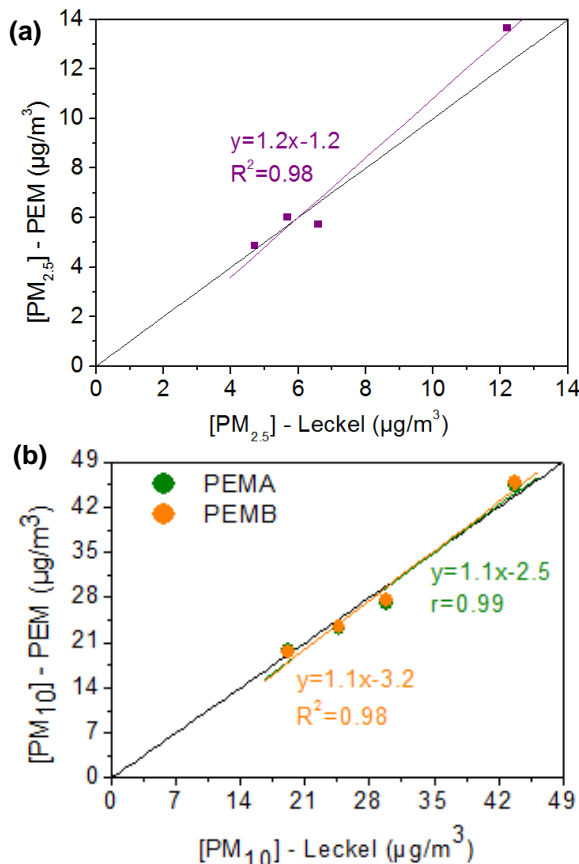 (a)
14
12
10
8
6
4
2
0
[PM2.5] - PEM (µg/m³)
y=1.2x-1.2
R²=0.98
0 2 4 6 8 10 12 14
[PM2.5] - Leckel (µg/m³)
(b)
49
42
35
28
21
14
7
0
[PM10] - PEM (µg/m³)
PEMA
PEMB
y=1.1x-2.5
r=0.99
y=1.1x-3.2
R²=0.98
0 7 14 21 28 35 42 49
[PM10] - Leckel (µg/m³)